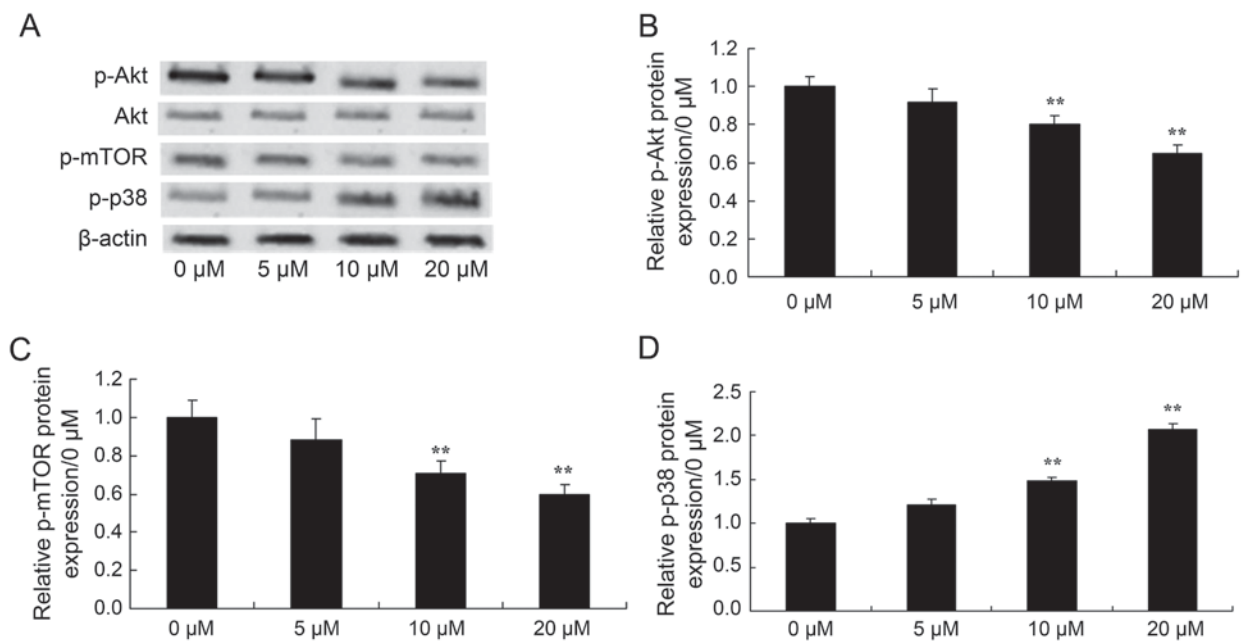 A
p-Akt
Akt
p-mTOR
p-p38
β-actin
0 μM 5 μM 10 μM 20 μM
B
Relative p-Akt protein
expression/0 μM
1.2
1.0
0.8
0.6
0.4
0.2
0.0
**
**
0 μM 5 μM 10 μM 20 μM
C
Relative p-mTOR protein
expression/0 μM
1.2
1.0
0.8
0.6
0.4
0.2
0.0
**
**
0 μM 5 μM 10 μM 20 μM
D
Relative p-p38 protein
expression/0 μM
2.5
2.0
1.5
1.0
0.5
0.0
**
**
0 μM 5 μM 10 μM 20 μM